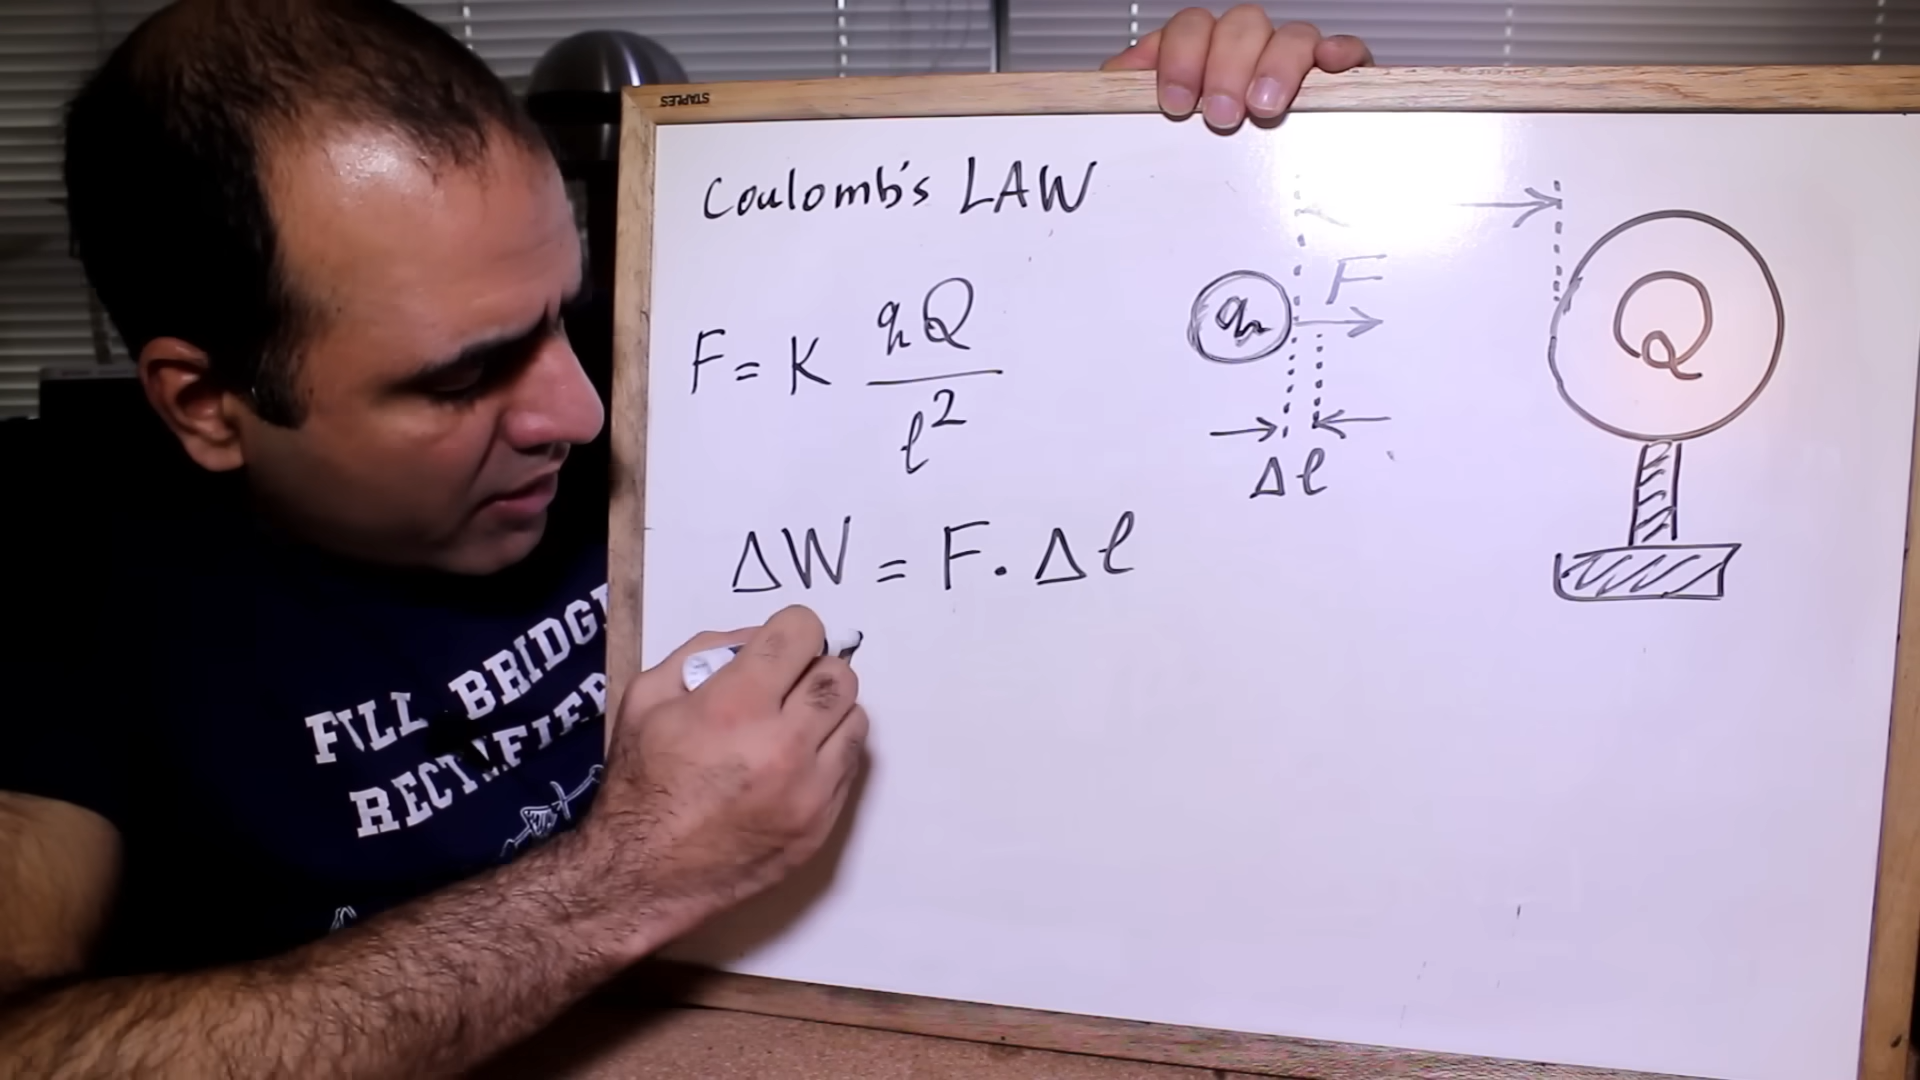 STAPLES
Coulomb's LAW
F = K qQ / ℓ²
ΔW = F · Δℓ
q
F
Δℓ
Q
FULL BRIDGE
RECTIFIER